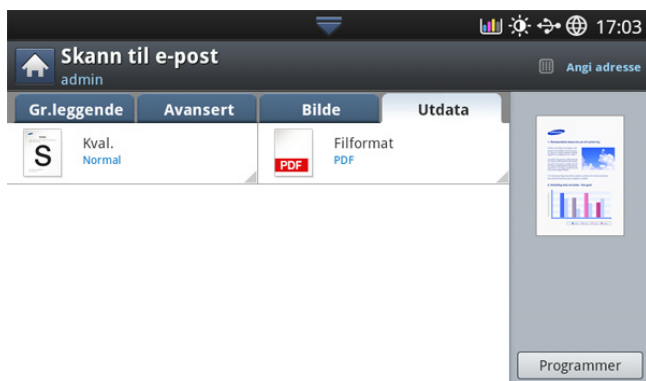 17:03
Skann til e-post
admin
Angi adresse
Gr.leggende
Avansert
Bilde
Utdata
S
Kval.
Normal
PDF
Filformat
PDF
Programmer